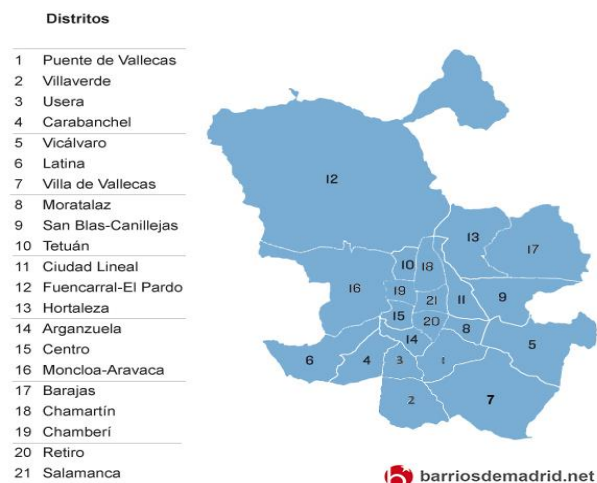 Distritos
1 Puente de Vallecas
2 Villaverde
3 Usera
4 Carabanchel
5 Vicálvaro
6 Latina
7 Villa de Vallecas
8 Moratalaz
9 San Blas-Canillejas
10 Tetuán
11 Ciudad Lineal
12 Fuencarral-El Pardo
13 Hortaleza
14 Arganzuela
15 Centro
16 Moncloa-Aravaca
17 Barajas
18 Chamartín
19 Chamberí
20 Retiro
21 Salamanca
12
13
17
10
18
16
19
21
11
9
15
20
8
14
5
6
4
3
1
2
7
b barriosdemadrid.net